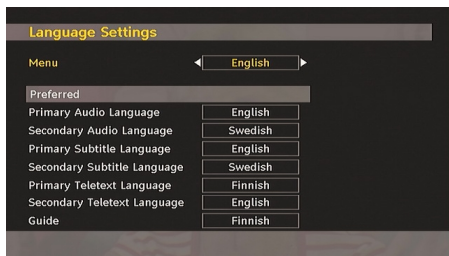 Language Settings
Menu English
Preferred
Primary Audio Language English
Secondary Audio Language Swedish
Primary Subtitle Language English
Secondary Subtitle Language Swedish
Primary Teletext Language Finnish
Secondary Teletext Language English
Guide Finnish